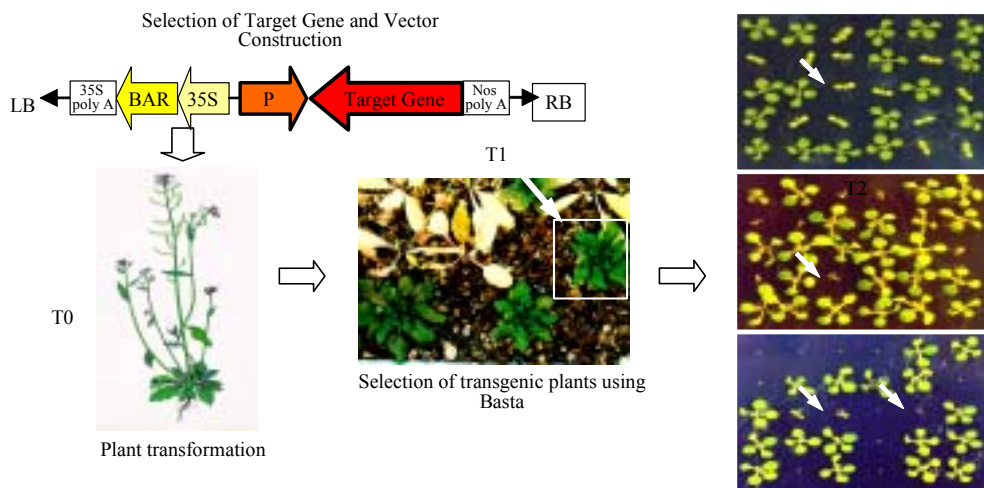 Selection of Target Gene and Vector
Construction
LB
35S
poly A
BAR
35S
P
Target Gene
Nos
poly A
RB
T1
T2
T0
Selection of transgenic plants using
Basta
Plant transformation